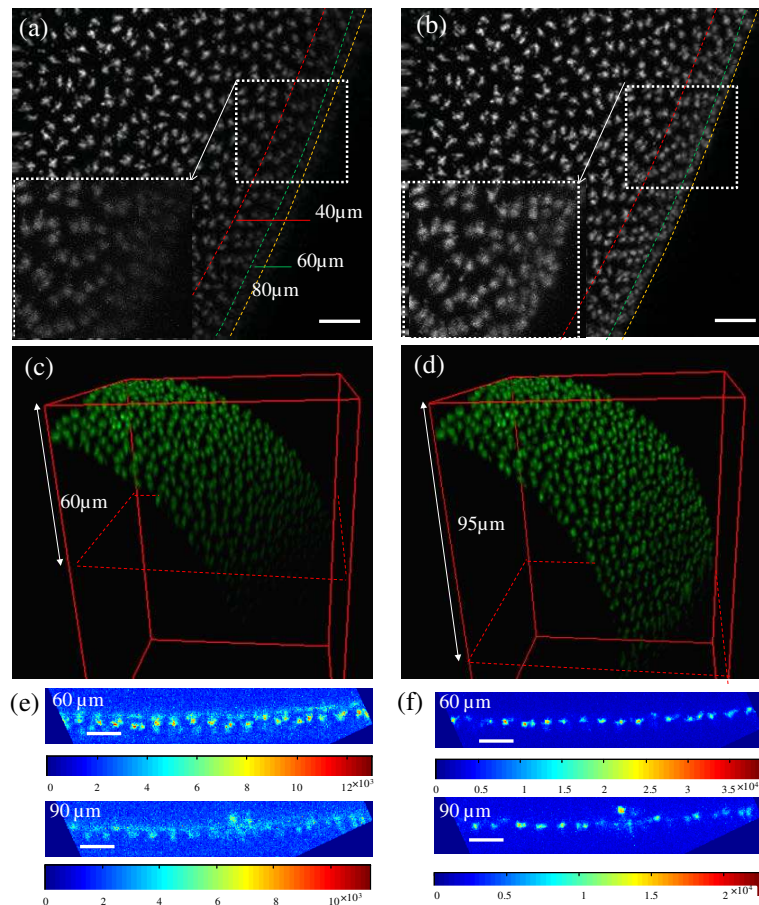 (a)
(b)
40µm
60µm
80µm
(c)
(d)
60µm
95µm
(e)
60 µm
(f)
60 µm
0 2 4 6 8 10 12 ×10³
0 0.5 1 1.5 2 2.5 3 3.5 ×10⁴
90 µm
90 µm
0 2 4 6 8 10 ×10³
0 0.5 1 1.5 2 ×10⁴